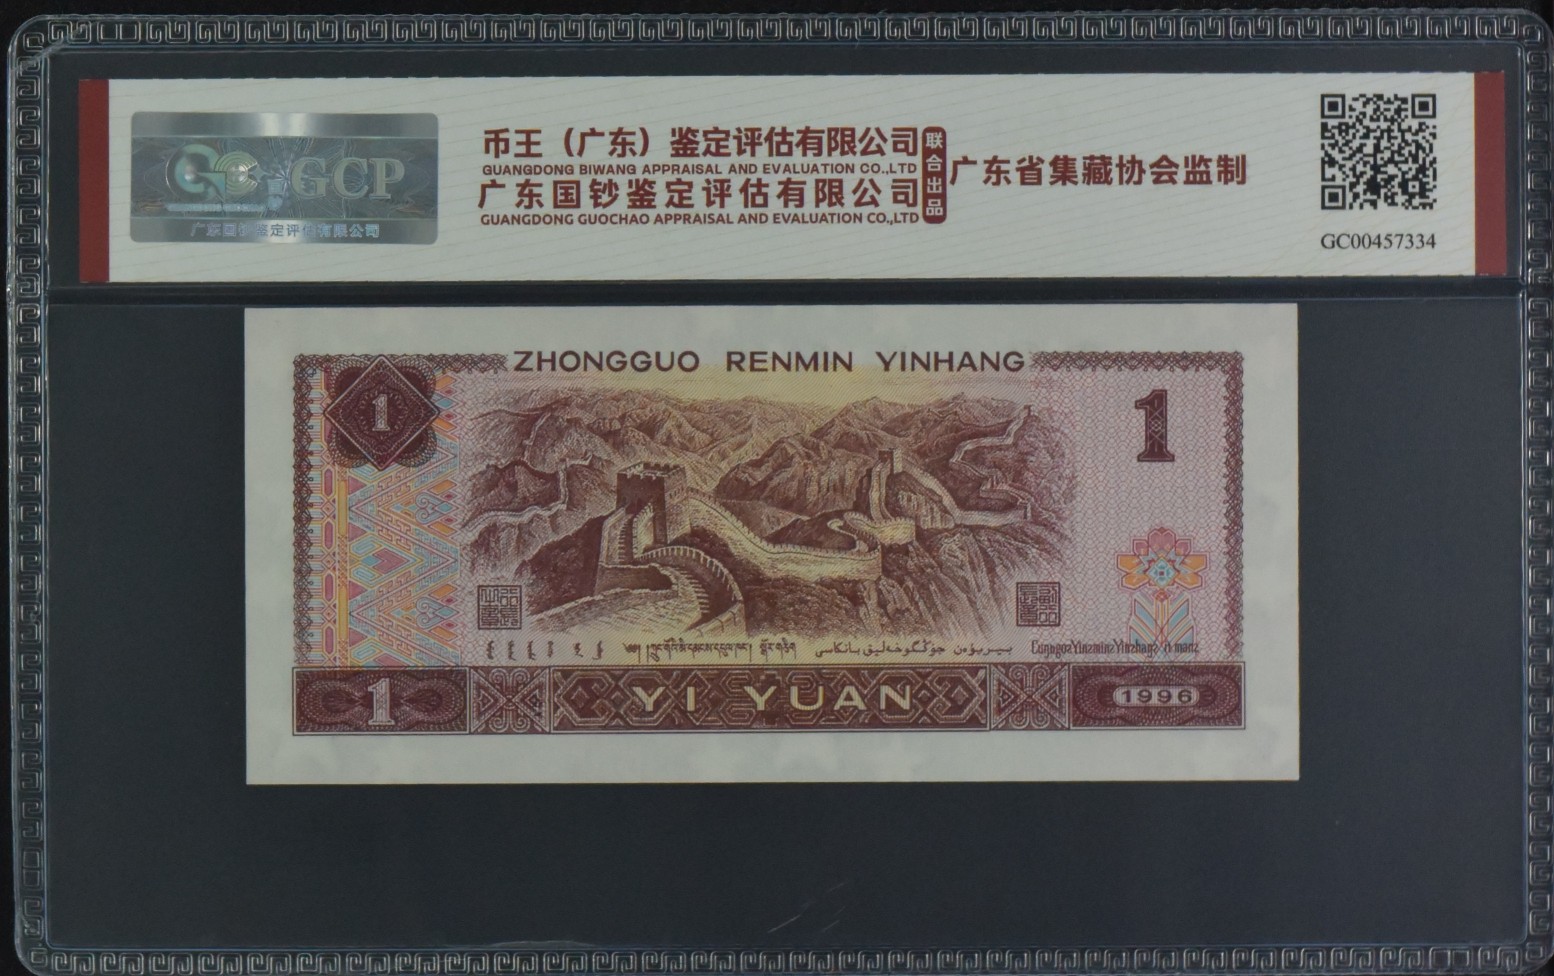 GCP
广东国钞鉴定评估有限公司
币王（广东）鉴定评估有限公司
GUANGDONG BIWANG APPRAISAL AND EVALUATION CO.,LTD
广东国钞鉴定评估有限公司
GUANGDONG GUOCHAO APPRAISAL AND EVALUATION CO.,LTD
联合出品
广东省集藏协会监制
GC00457334
ZHONGGUO RENMIN YINHANG
1
1
بىربۋەن جۇڭگوخەلىق بانكاسى
1
YI YUAN
1996